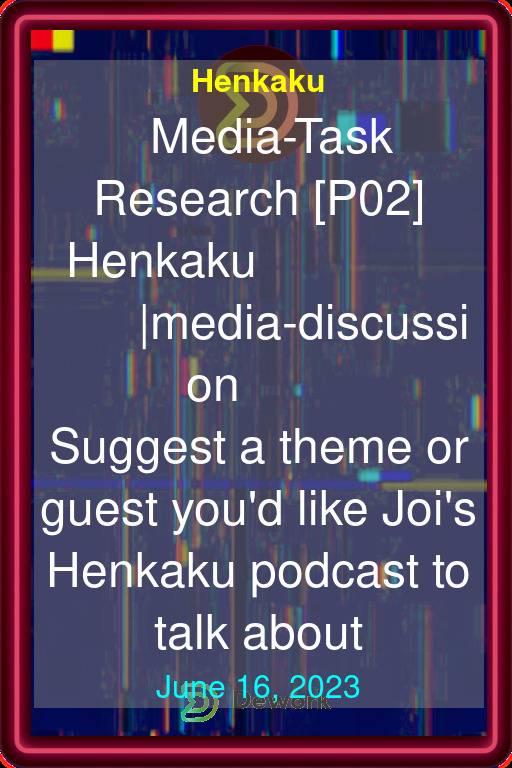 Henkaku
Media-Task
Research [P02]
Henkaku
|media-discussi
on
Suggest a theme or
guest you'd like Joi's
Henkaku podcast to
talk about
June 16, 2023
Dework